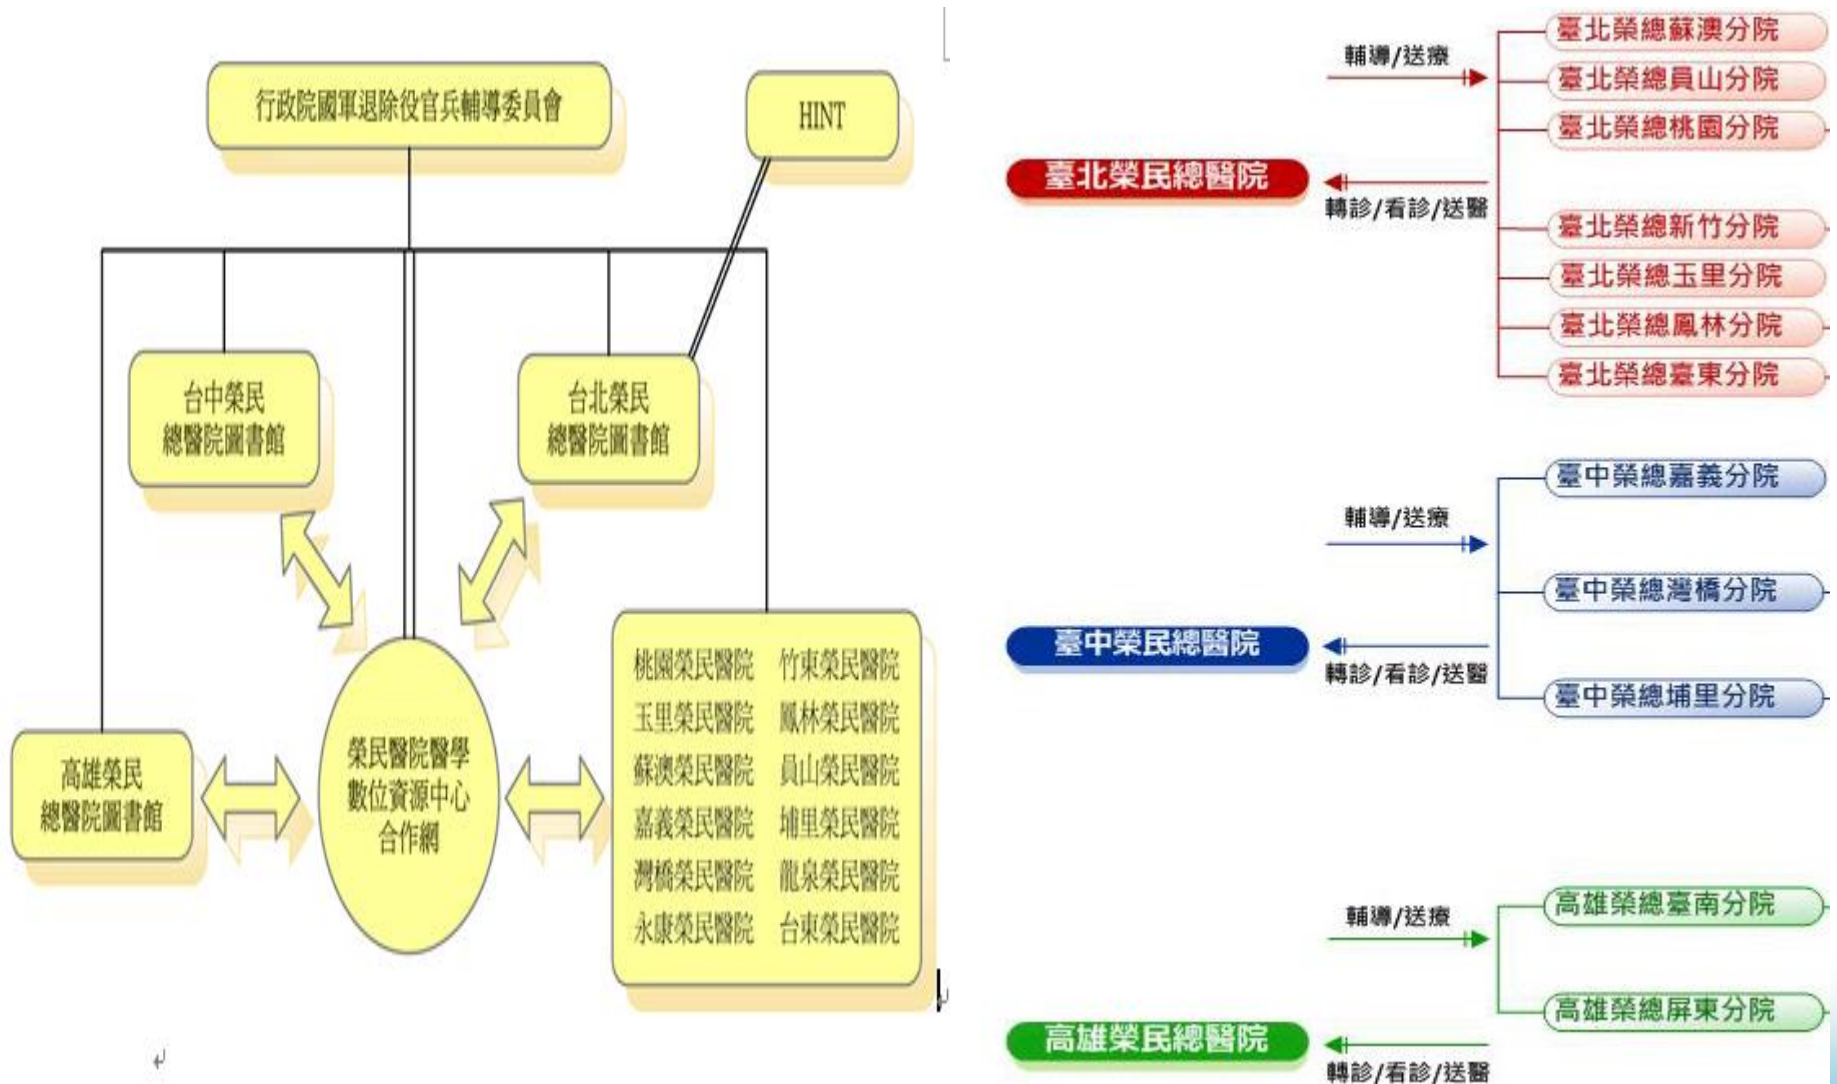 行政院國軍退除役官兵輔導委員會
HINT
台中榮民
總醫院圖書館
台北榮民
總醫院圖書館
高雄榮民
總醫院圖書館
榮民醫院醫學
數位資源中心
合作網
桃園榮民醫院 竹東榮民醫院
玉里榮民醫院 鳳林榮民醫院
蘇澳榮民醫院 員山榮民醫院
嘉義榮民醫院 埔里榮民醫院
灣橋榮民醫院 龍泉榮民醫院
永康榮民醫院 台東榮民醫院
臺北榮民總醫院
輔導/送療
轉診/看診/送醫
臺北榮總蘇澳分院
臺北榮總員山分院
臺北榮總桃園分院
臺北榮總新竹分院
臺北榮總玉里分院
臺北榮總鳳林分院
臺北榮總臺東分院
臺中榮民總醫院
輔導/送療
轉診/看診/送醫
臺中榮總嘉義分院
臺中榮總灣橋分院
臺中榮總埔里分院
高雄榮民總醫院
輔導/送療
轉診/看診/送醫
高雄榮總臺南分院
高雄榮總屏東分院